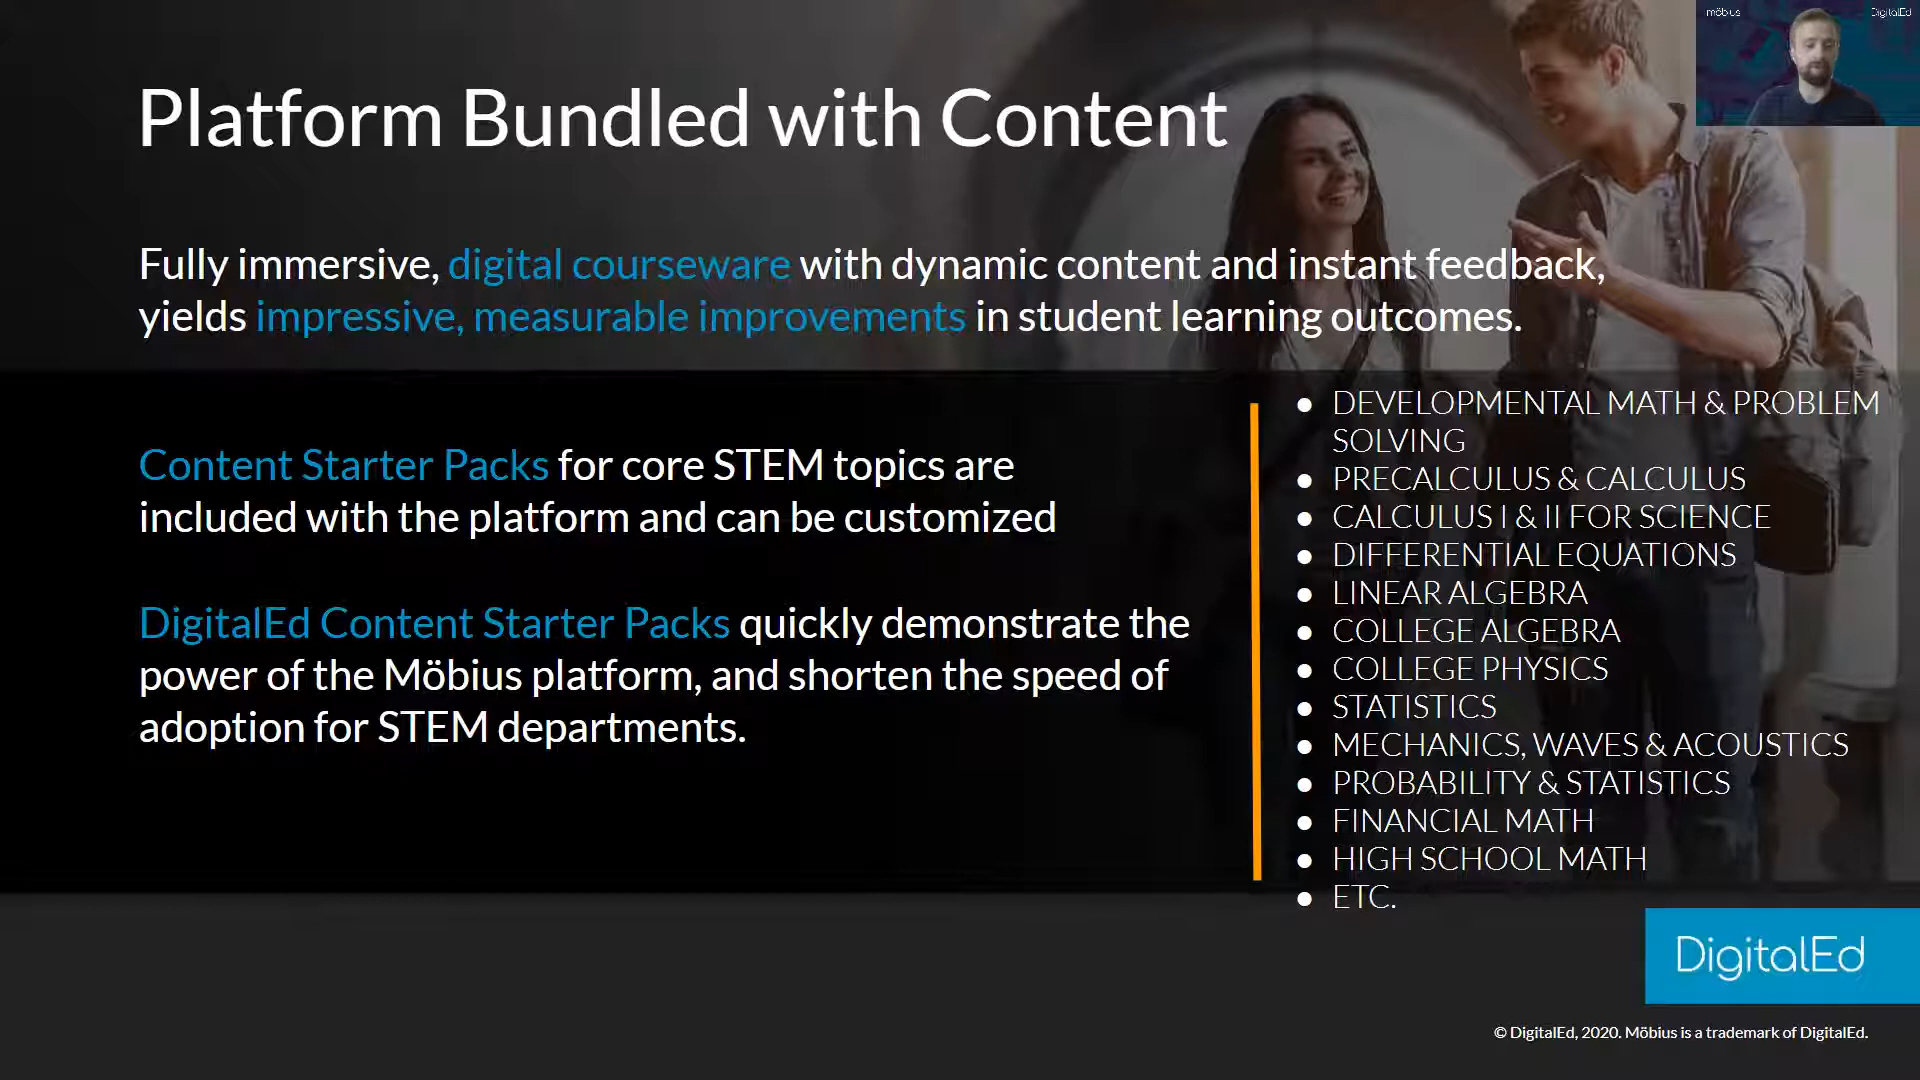 möbius
DigitalEd
Platform Bundled with Content
Fully immersive, digital courseware with dynamic content and instant feedback,
yields impressive, measurable improvements in student learning outcomes.
Content Starter Packs for core STEM topics are
included with the platform and can be customized
DigitalEd Content Starter Packs quickly demonstrate the
power of the Möbius platform, and shorten the speed of
adoption for STEM departments.
● DEVELOPMENTAL MATH & PROBLEM
SOLVING
● PRECALCULUS & CALCULUS
● CALCULUS I & II FOR SCIENCE
● DIFFERENTIAL EQUATIONS
● LINEAR ALGEBRA
● COLLEGE ALGEBRA
● COLLEGE PHYSICS
● STATISTICS
● MECHANICS, WAVES & ACOUSTICS
● PROBABILITY & STATISTICS
● FINANCIAL MATH
● HIGH SCHOOL MATH
● ETC.
DigitalEd
© DigitalEd, 2020. Möbius is a trademark of DigitalEd.